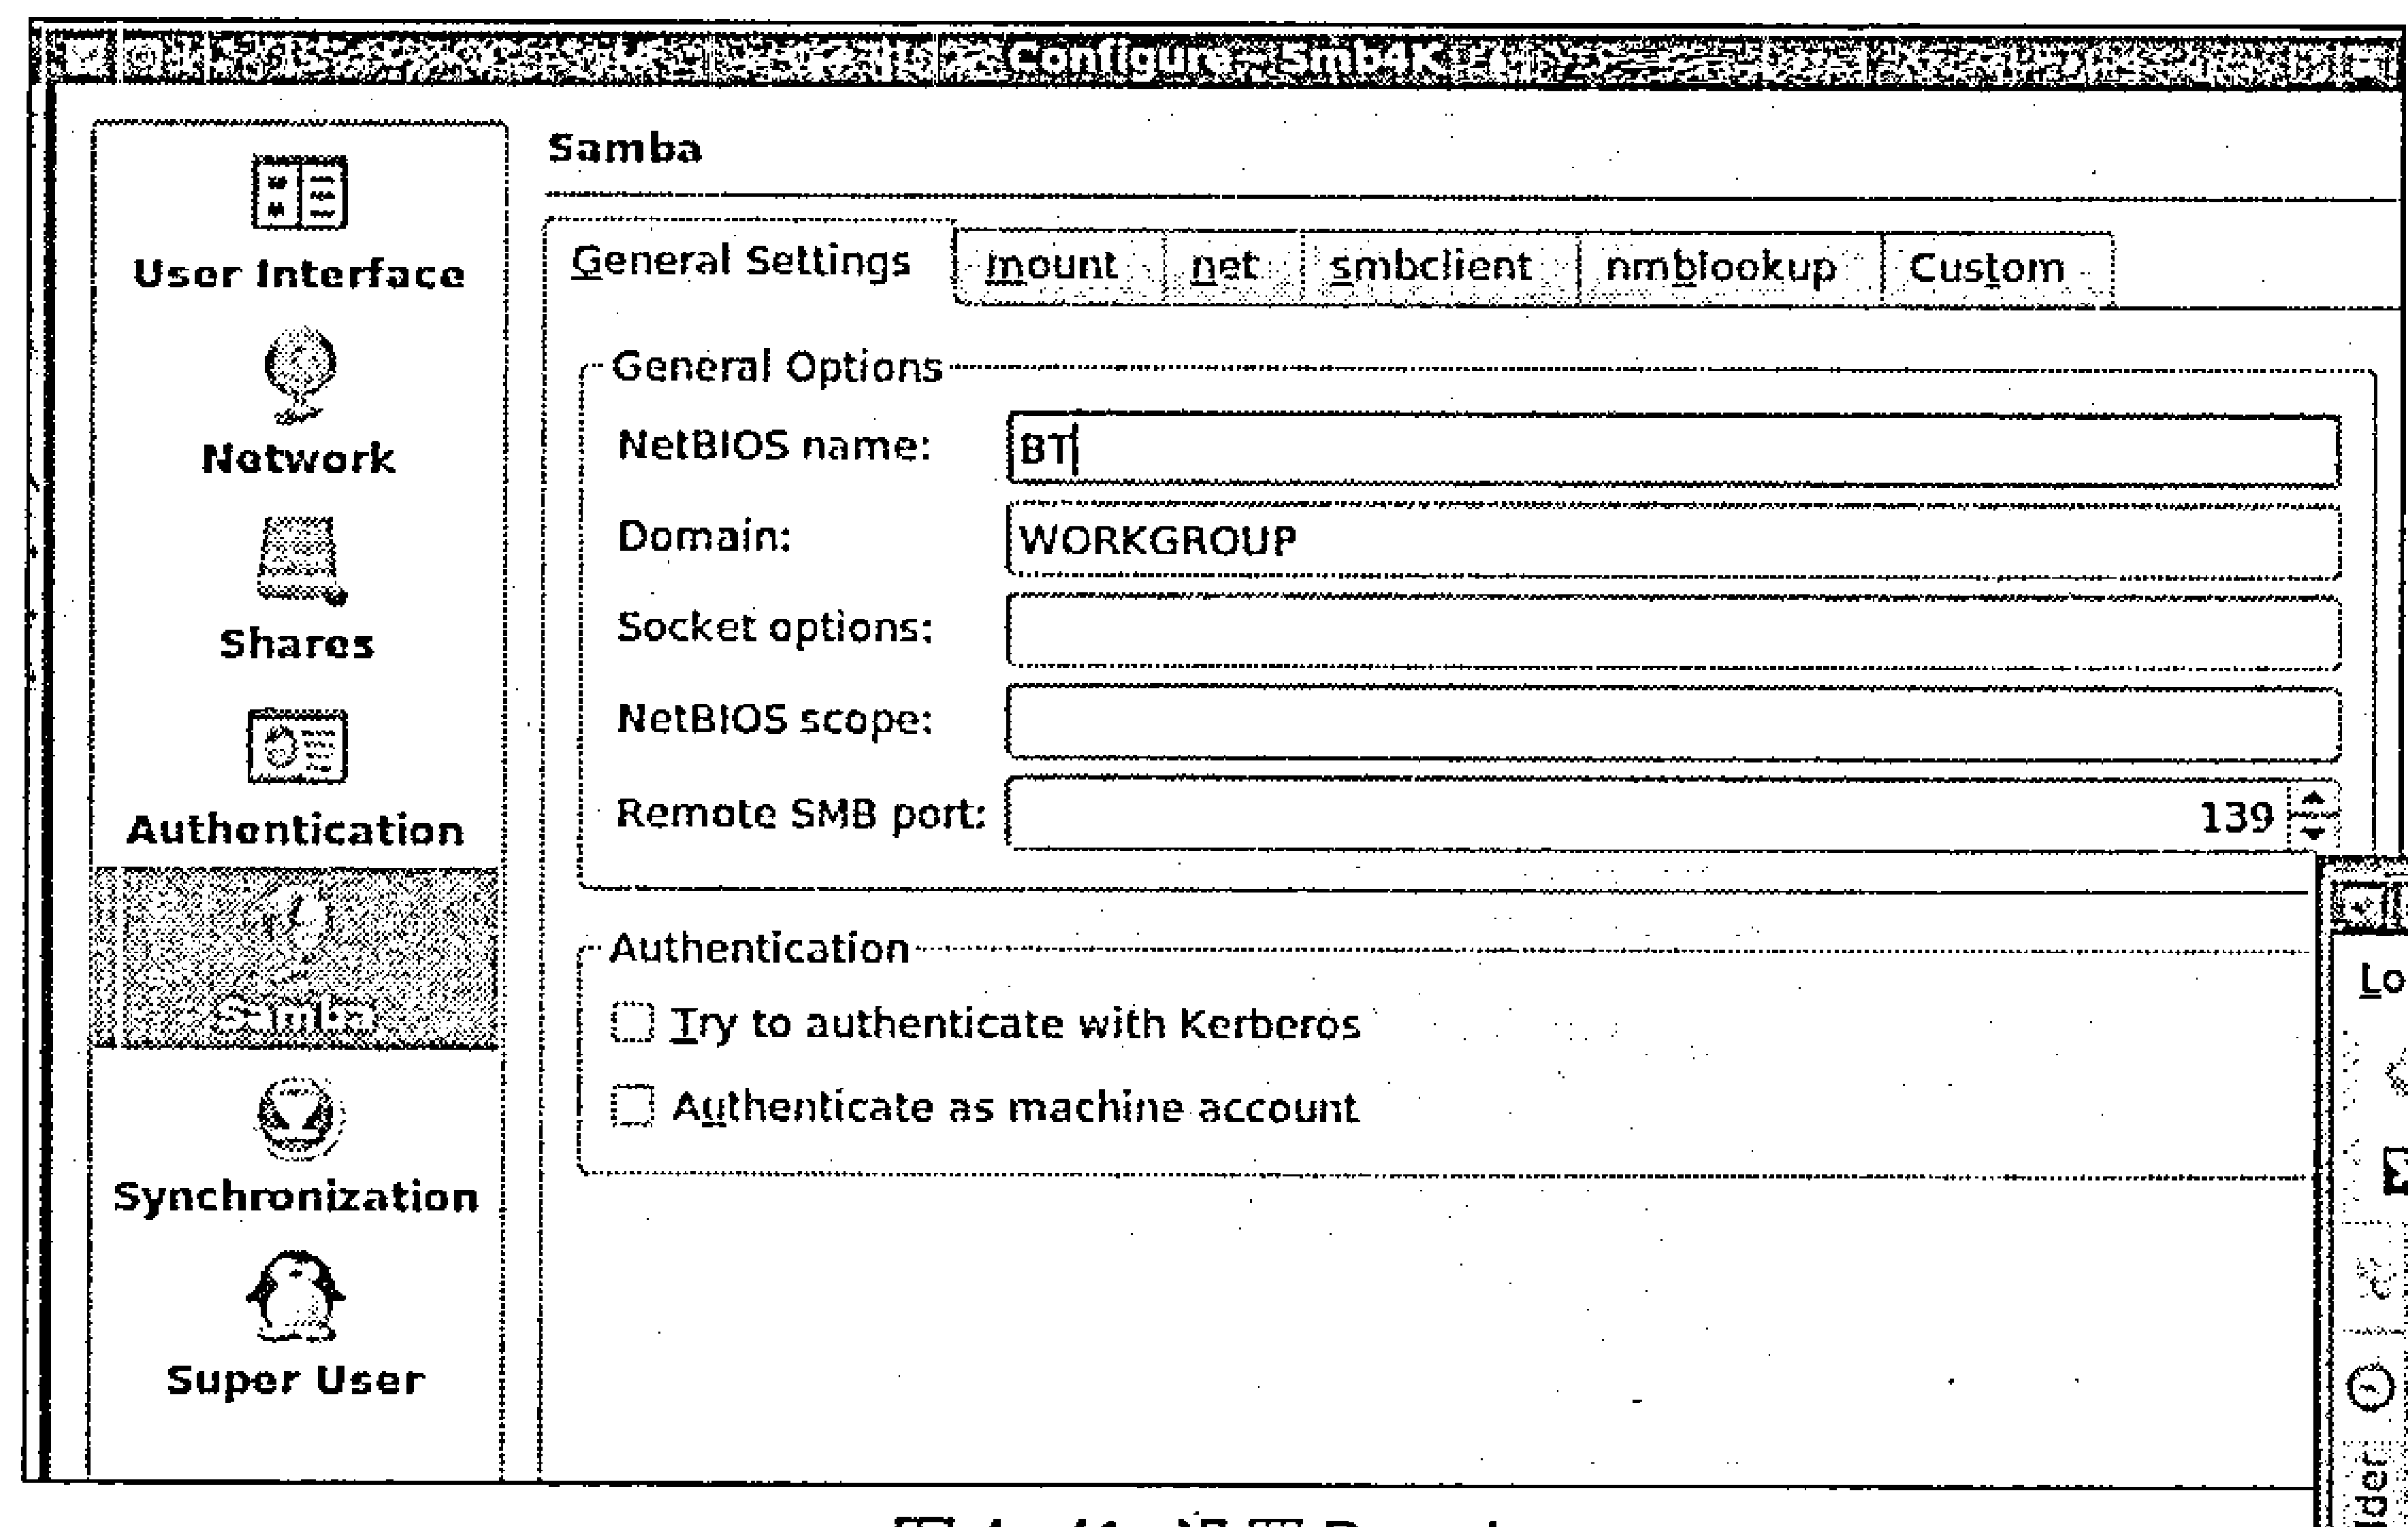 Configure - Smb4K
User Interface
Network
Shares
Authentication
Samba
Synchronization
Super User
Samba
General Settings mount net smbclient nmblookup Custom
General Options
NetBIOS name: BT
Domain: WORKGROUP
Socket options:
NetBIOS scope:
Remote SMB port: 139
Authentication
Try to authenticate with Kerberos
Authenticate as machine account
Lo